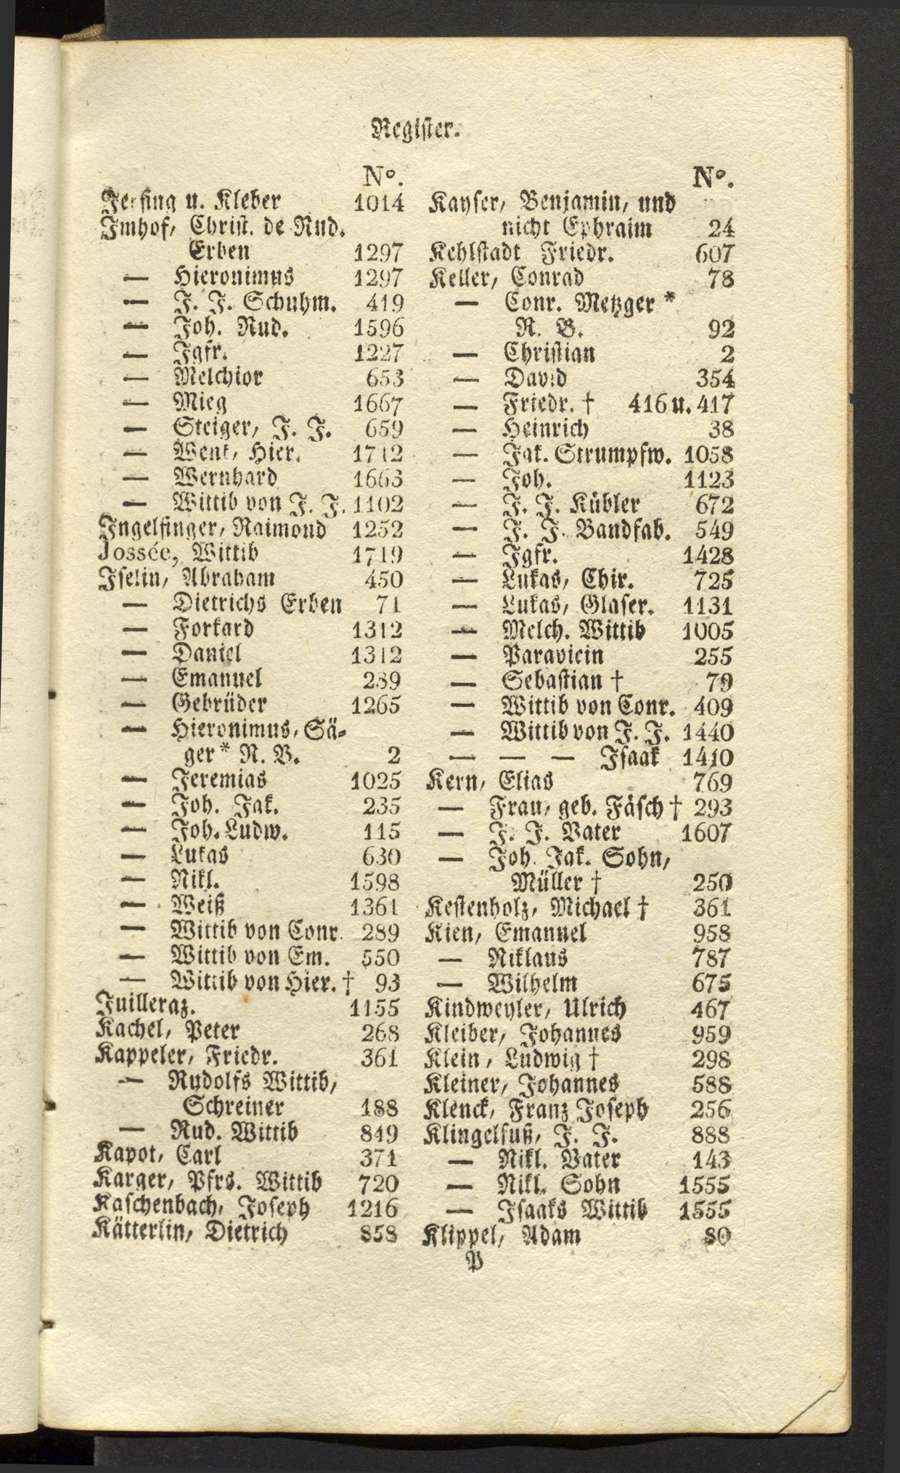 Register.
Nº.
Jersing u. Kleber 1014
Imhof, Christ. de Rud.
Erben 1297
— Hieronimus 1297
— J. J. Schuhm. 419
— Joh. Rud. 1596
— Jgfr. 1227
— Melchior 653
— Mieg 1667
— Steiger, J. J. 659
— Wenk, Hier. 1712
— Wernhard 1663
— Wittib von J. J. 1102
Ingelfinger, Raimond 1252
Jossée, Wittib 1719
Iselin, Abraham 450
— Dietrichs Erben 71
— Forkard 1312
— Daniel 1312
— Emanuel 289
— Gebrüder 1265
— Hieronimus, Sä-
ger * R. B. 2
— Jeremias 1025
— Joh. Jak. 235
— Joh. Ludw. 115
— Lukas 630
— Nikl. 1598
— Weiß 1361
— Wittib von Conr. 289
— Wittib von Em. 550
— Wittib von Hier. † 93
Juilleraz. 1155
Kachel, Peter 268
Kappeler, Friedr. 361
— Rudolfs Wittib,
Schreiner 188
— Rud. Wittib 849
Kapot, Carl 371
Karger, Pfrs. Wittib 720
Kaschenbach, Joseph 1216
Kätterlin, Dietrich 858
Nº.
Kayser, Benjamin, und
nicht Ephraim 24
Kehlstadt Friedr. 607
Keller, Conrad 78
— Conr. Metzger *
R. B. 92
— Christian 2
— David 354
— Friedr. † 416 u. 417
— Heinrich 38
— Jak. Strumpfw. 1058
— Joh. 1123
— J. J. Kübler 672
— J. J. Bandfab. 549
— Jgfr. 1428
— Lukas, Chir. 725
— Lukas, Glaser. 1131
— Melch. Wittib 1005
— Paravicin 255
— Sebastian † 79
— Wittib von Conr. 409
— Wittib von J. J. 1440
— — — Isaak 1410
Kern, Elias 769
— Frau, geb. Fäsch † 293
— J. J. Vater 1607
— Joh. Jak. Sohn,
Müller † 250
Kestenholz, Michael † 361
Kien, Emanuel 958
— Niklaus 787
— Wilhelm 675
Kindweyler, Ulrich 467
Kleiber, Johannes 959
Klein, Ludwig † 298
Kleiner, Johannes 588
Klenck, Franz Joseph 256
Klingelfuß, J. J. 888
— Nikl. Vater 143
— Nikl. Sohn 1555
— Isaaks Wittib 1555
Klippel, Adam 80
P